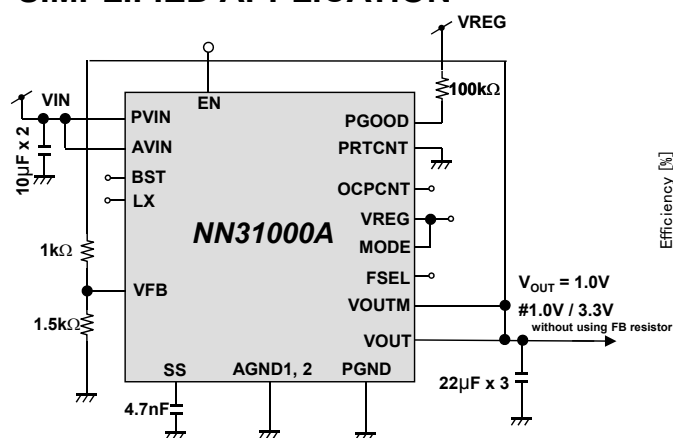 SIMPLIFIED APPLICATION
VREG
EN
100kΩ
VIN
PVIN
PGOOD
AVIN
PRTCNT
10µF x 2
BST
OCPCNT
LX
VREG
NN31000A
MODE
1kΩ
FSEL
VFB
VOUTM
VOUT = 1.0V
#1.0V / 3.3V
without using FB resistor
1.5kΩ
VOUT
SS
AGND1, 2
PGND
22µF x 3
4.7nF
Efficiency [%]